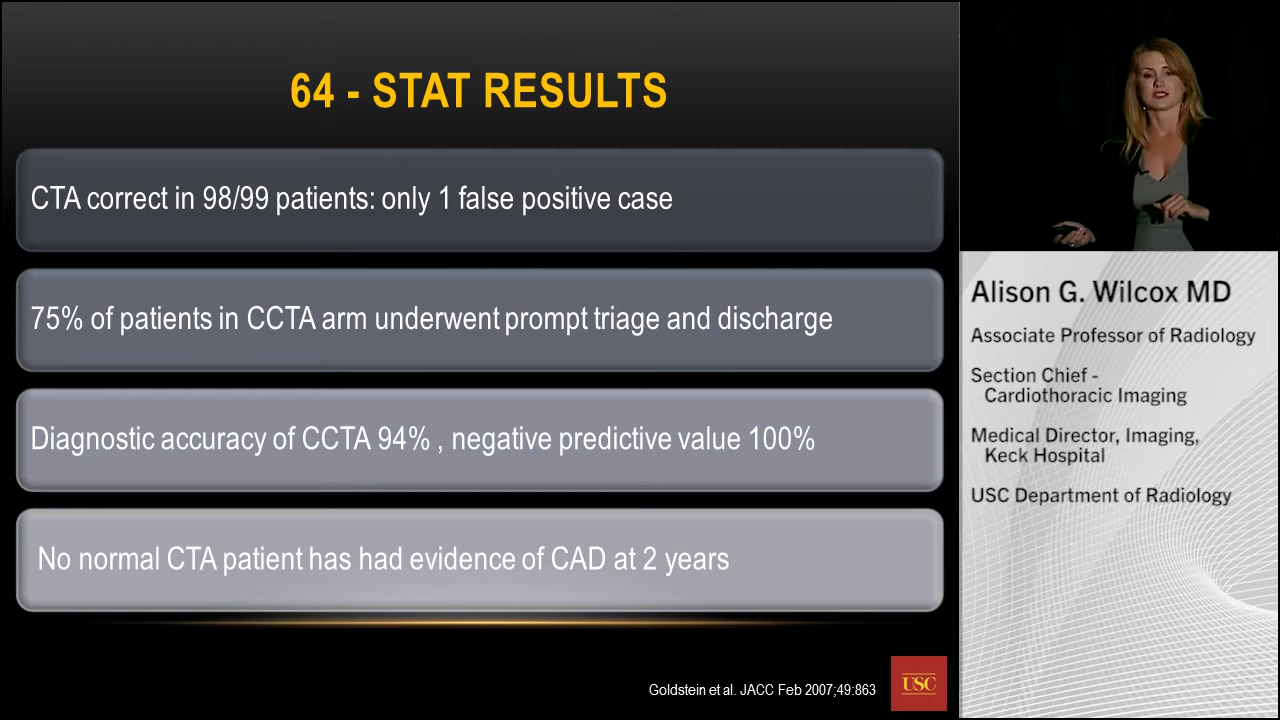 64 - STAT RESULTS
CTA correct in 98/99 patients: only 1 false positive case
75% of patients in CCTA arm underwent prompt triage and discharge
Diagnostic accuracy of CCTA 94% , negative predictive value 100%
No normal CTA patient has had evidence of CAD at 2 years
Goldstein et al. JACC Feb 2007;49:863
USC
Alison G. Wilcox MD
Associate Professor of Radiology
Section Chief -
Cardiothoracic Imaging
Medical Director, Imaging,
Keck Hospital
USC Department of Radiology